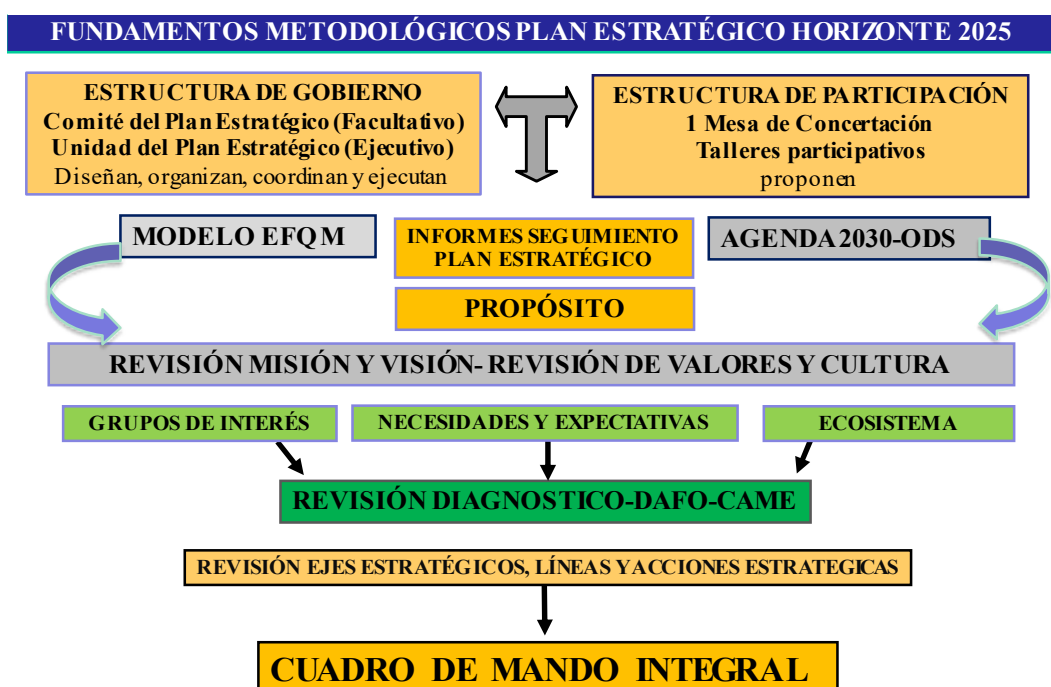 FUNDAMENTOS METODOLÓGICOS PLAN ESTRATÉGICO HORIZONTE 2025
ESTRUCTURA DE GOBIERNO
Comité del Plan Estratégico (Facultativo)
Unidad del Plan Estratégico (Ejecutivo)
Diseñan, organizan, coordinan y ejecutan
ESTRUCTURA DE PARTICIPACIÓN
1 Mesa de Concertación
Talleres participativos
proponen
MODELO EFQM
INFORMES SEGUIMIENTO
PLAN ESTRATÉGICO
AGENDA 2030-ODS
PROPÓSITO
REVISIÓN MISIÓN Y VISIÓN- REVISIÓN DE VALORES Y CULTURA
GRUPOS DE INTERÉS
NECESIDADES Y EXPECTATIVAS
ECOSISTEMA
REVISIÓN DIAGNOSTICO-DAFO-CAME
REVISIÓN EJES ESTRATÉGICOS, LÍNEAS Y ACCIONES ESTRATEGICAS
CUADRO DE MANDO INTEGRAL